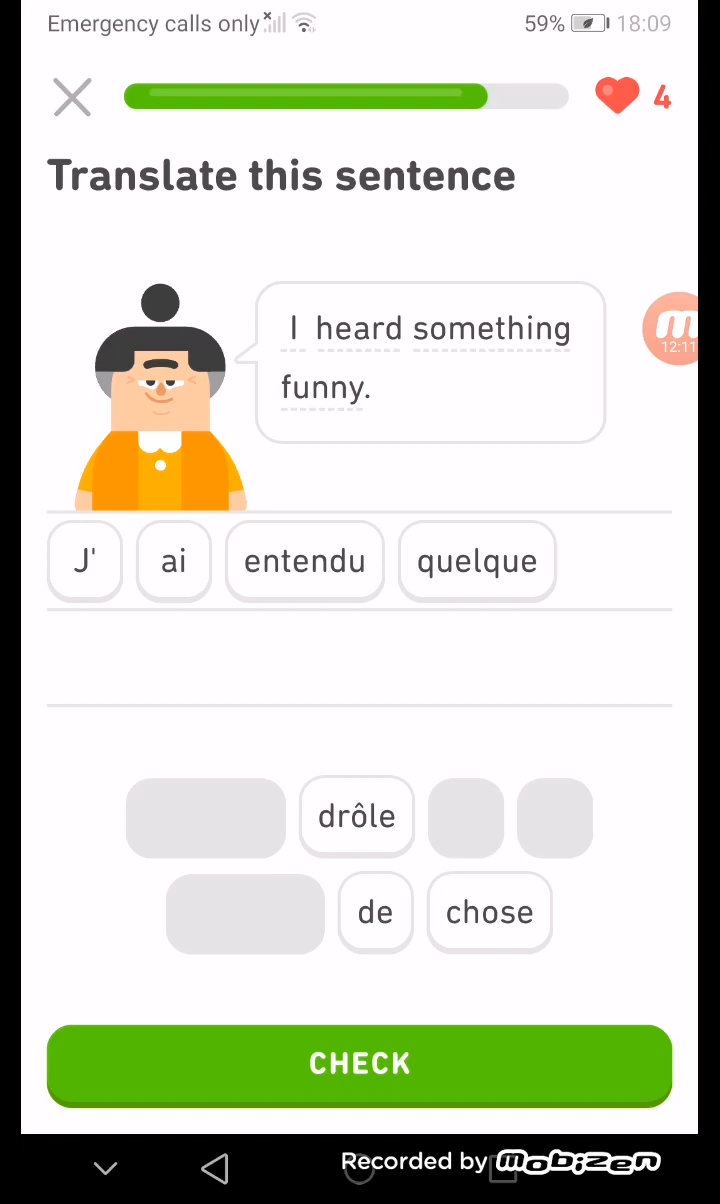 Emergency calls only 59% 18:09
4
Translate this sentence
I heard something
funny.
12:11
J' ai entendu quelque
drôle
de chose
CHECK
Recorded by mobizen